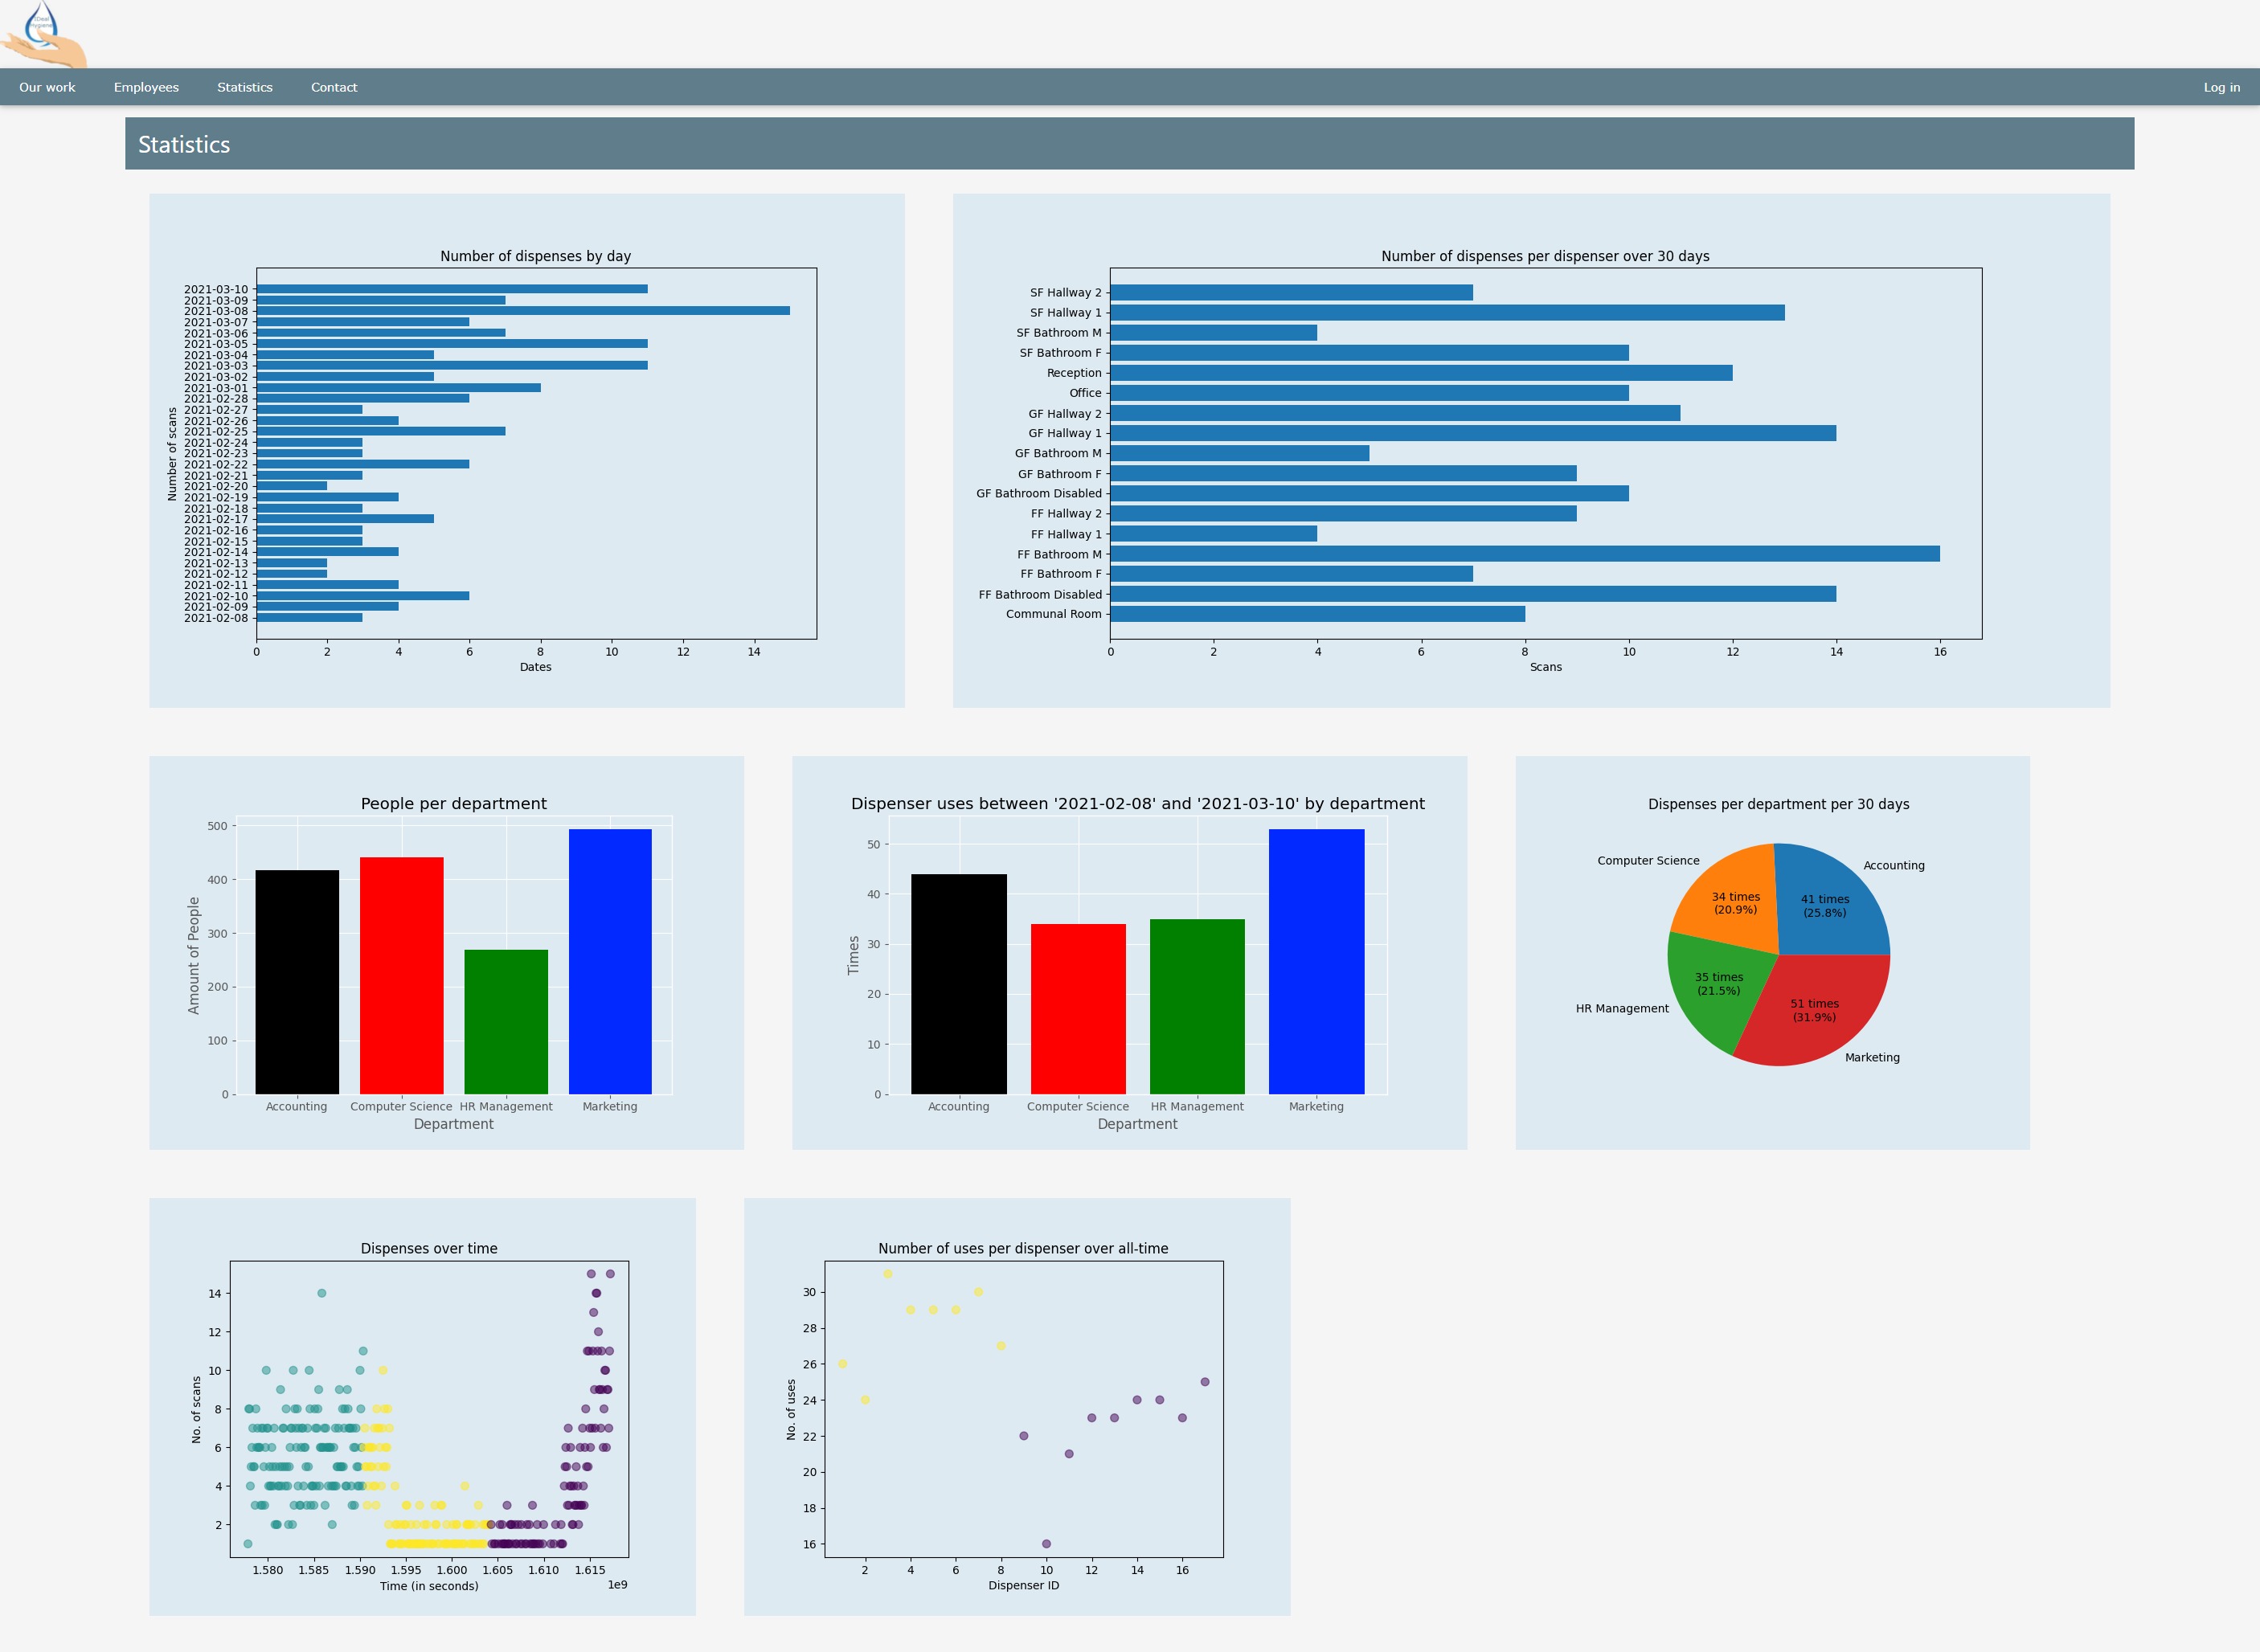 iDeal
Hygiene
Our work Employees Statistics Contact Log in
Statistics
Number of dispenses by day
Number of scans
2021-03-10
2021-03-09
2021-03-08
2021-03-07
2021-03-06
2021-03-05
2021-03-04
2021-03-03
2021-03-02
2021-03-01
2021-02-28
2021-02-27
2021-02-26
2021-02-25
2021-02-24
2021-02-23
2021-02-22
2021-02-21
2021-02-20
2021-02-19
2021-02-18
2021-02-17
2021-02-16
2021-02-15
2021-02-14
2021-02-13
2021-02-12
2021-02-11
2021-02-10
2021-02-09
2021-02-08
0 2 4 6 8 10 12 14
Dates
Number of dispenses per dispenser over 30 days
SF Hallway 2
SF Hallway 1
SF Bathroom M
SF Bathroom F
Reception
Office
GF Hallway 2
GF Hallway 1
GF Bathroom M
GF Bathroom F
GF Bathroom Disabled
FF Hallway 2
FF Hallway 1
FF Bathroom M
FF Bathroom F
FF Bathroom Disabled
Communal Room
0 2 4 6 8 10 12 14 16
Scans
People per department
Amount of People
500
400
300
200
100
0
Accounting Computer Science HR Management Marketing
Department
Dispenser uses between '2021-02-08' and '2021-03-10' by department
Times
50
40
30
20
10
0
Accounting Computer Science HR Management Marketing
Department
Dispenses per department per 30 days
Computer Science
Accounting
34 times
(20.9%)
41 times
(25.8%)
35 times
(21.5%)
51 times
(31.9%)
HR Management
Marketing
Dispenses over time
No. of scans
14
12
10
8
6
4
2
1.580 1.585 1.590 1.595 1.600 1.605 1.610 1.615
1e9
Time (in seconds)
Number of uses per dispenser over all-time
No. of uses
30
28
26
24
22
20
18
16
2 4 6 8 10 12 14 16
Dispenser ID